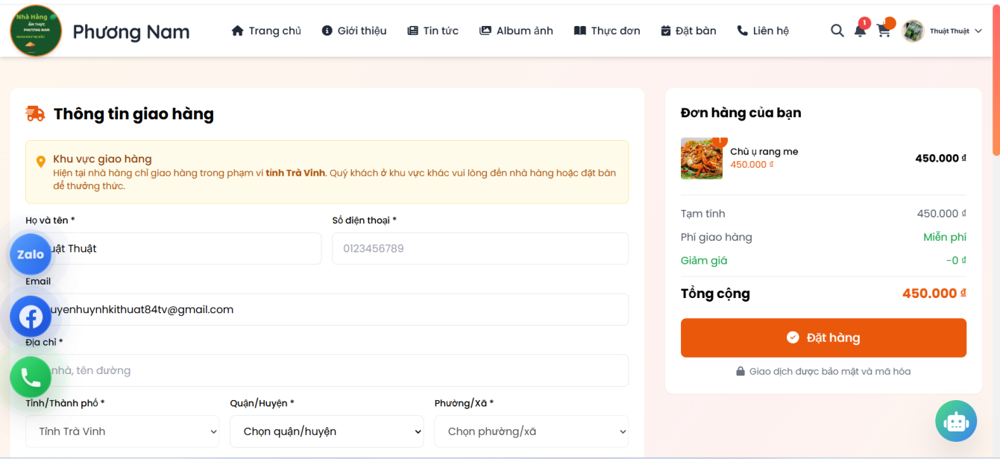 Nhà Hàng
ẨM THỰC
PHƯƠNG NAM
Phương Nam
Trang chủ
Giới thiệu
Tin tức
Album ảnh
Thực đơn
Đặt bàn
Liên hệ
1
Thuật Thuật
Thông tin giao hàng
Khu vực giao hàng
Hiện tại nhà hàng chỉ giao hàng trong phạm vi tỉnh Trà Vinh. Quý khách ở khu vực khác vui lòng đến nhà hàng hoặc đặt bàn
để thưởng thức.
Họ và tên *
Số điện thoại *
Zalo
uật Thuật
0123456789
Email
uyenhuynhkithuat84tv@gmail.com
Địa chỉ *
nhà, tên đường
Tỉnh/Thành phố *
Quận/Huyện *
Phường/Xã *
Tỉnh Trà Vinh
Chọn quận/huyện
Chọn phường/xã
Đơn hàng của bạn
1
Chù ụ rang me
450.000 ₫
450.000 ₫
Tạm tính
450.000 ₫
Phí giao hàng
Miễn phí
Giảm giá
-0 ₫
Tổng cộng
450.000 ₫
Đặt hàng
Giao dịch được bảo mật và mã hóa